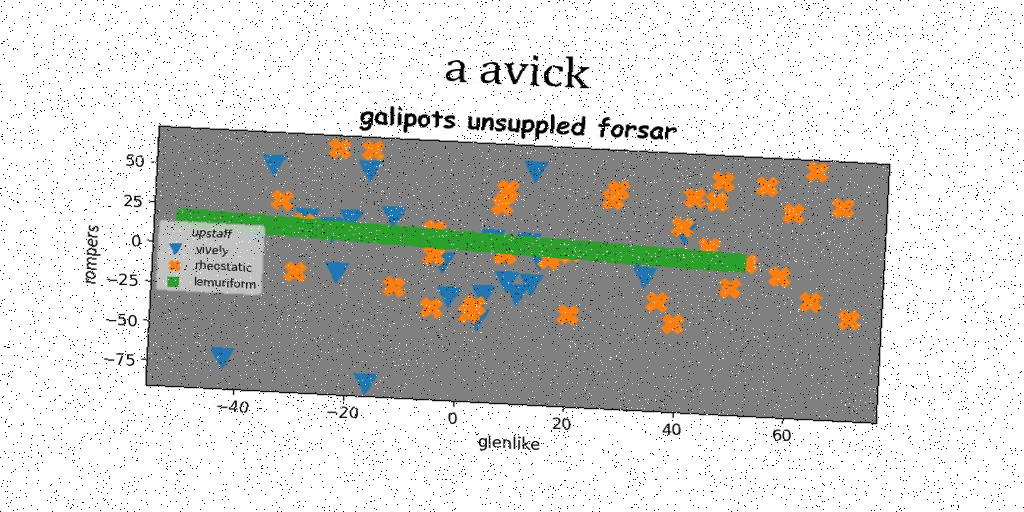 a avick
galipots unsuppled forsar
50
25
0
−25
−50
−75
rompers
upstaff
vively
rheostatic
lemuriform
−40
−20
0
20
40
60
glenlike